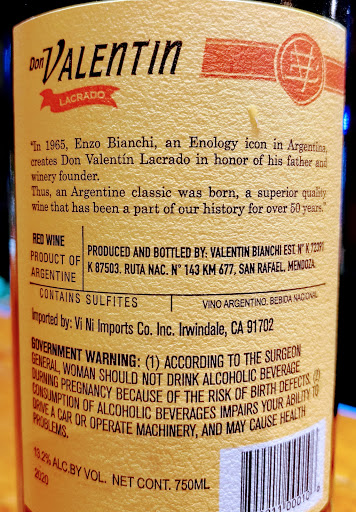 Don VALENTIN
LACRADO
"In 1965, Enzo Bianchi, an Enology icon in Argentina,
creates Don Valentín Lacrado in honor of his father and
winery founder.
Thus, an Argentine classic was born, a superior quality
wine that has been a part of our history for over 50 years."
RED WINE
PRODUCT OF
ARGENTINE
PRODUCED AND BOTTLED BY: VALENTIN BIANCHI EST. N° K 72391
K 87503. RUTA NAC. N° 143 KM 677, SAN RAFAEL, MENDOZA.
CONTAINS SULFITES
VINO ARGENTINO, BEBIDA NACIONAL
Imported by: Vi Ni Imports Co. Inc. Irwindale, CA 91702
GOVERNMENT WARNING: (1) ACCORDING TO THE SURGEON
GENERAL, WOMAN SHOULD NOT DRINK ALCOHOLIC BEVERAGE
DURNING PREGNANCY BECAUSE OF THE RISK OF BIRTH DEFECTS. (2)
CONSUMPTION OF ALCOHOLIC BEVERAGES IMPAIRS YOUR ABILITY TO
DRIVE A CAR OR OPERATE MACHINERY, AND MAY CAUSE HEALTH
PROBLEMS.
13.2% ALC.BY VOL. NET CONT. 750ML
2020